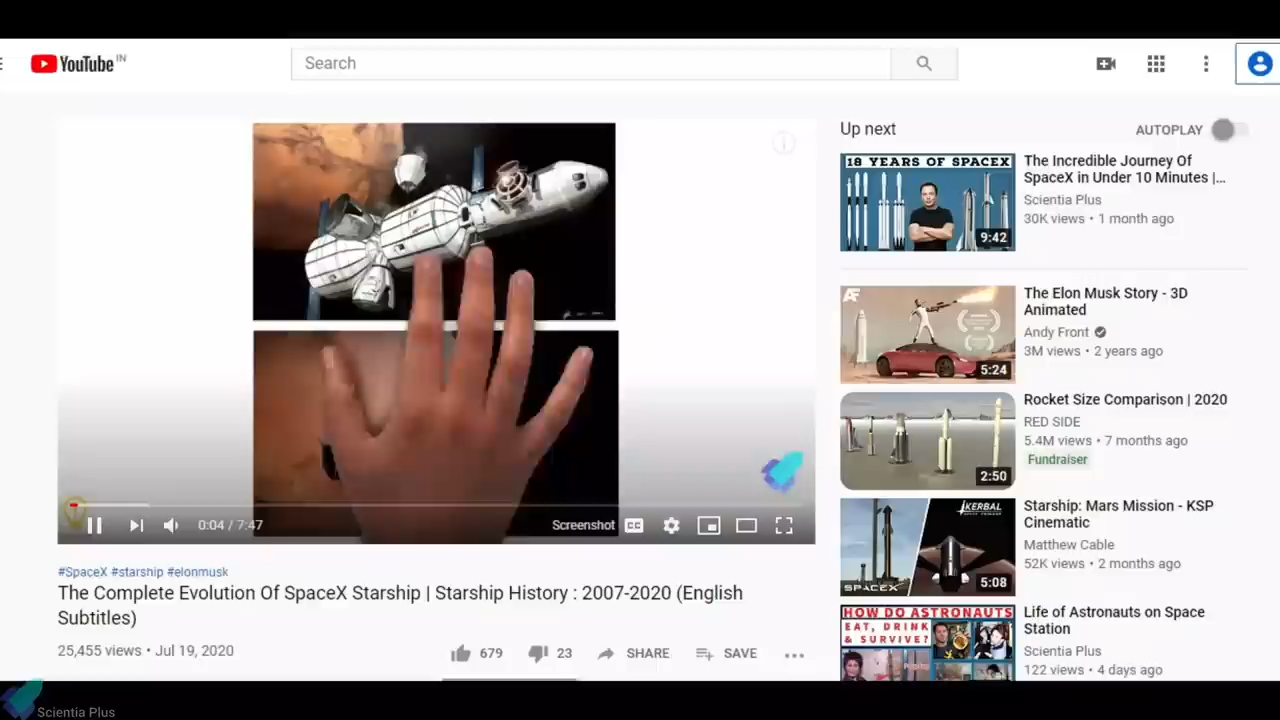 YouTube IN
Search
Up next
AUTOPLAY
18 YEARS OF SPACEX
9:42
The Incredible Journey Of
SpaceX in Under 10 Minutes |...
Scientia Plus
30K views • 1 month ago
AF
5:24
The Elon Musk Story - 3D
Animated
Andy Front
3M views • 2 years ago
2:50
Rocket Size Comparison | 2020
RED SIDE
5.4M views • 7 months ago
Fundraiser
KERBAL
SPACEX
5:08
Starship: Mars Mission - KSP
Cinematic
Matthew Cable
52K views • 2 months ago
HOW DO ASTRONAUTS
EAT, DRINK
& SURVIVE?
Life of Astronauts on Space
Station
Scientia Plus
122 views • 4 days ago
0:04 / 7:47
Screenshot
CC
#SpaceX #starship #elonmusk
The Complete Evolution Of SpaceX Starship | Starship History : 2007-2020 (English
Subtitles)
25,455 views • Jul 19, 2020
679
23
SHARE
SAVE
Scientia Plus